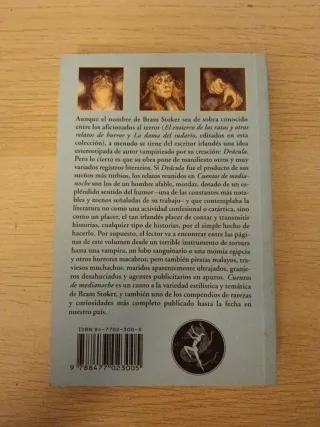 Aunque el nombre de Bram Stoker sea de sobra conocido
entre los aficionados al terror (El entierro de las ratas y otros
relatos de horror y La dama del sudario, editados en esta
colección), a menudo se tiene del escritor irlandés una idea
estereotipada de autor vampirizado por su creación: Drácula.
Pero lo cierto es que su obra pone de manifiesto otros y muy
variados registros literarios. Si Drácula fue el producto de sus
sueños más turbios, los relatos reunidos en Cuentos de media-
noche son los de un hombre afable, mordaz, dotado de un es-
pléndido sentido del humor –una de las constantes más nota-
bles y menos señaladas de su trabajo– y que contemplaba la
literatura no como una actividad confesional o catártica, sino
como un placer, el tan irlandés placer de contar y transmitir
historias, cualquier tipo de historias, por el simple hecho de
hacerlo. Por supuesto, el lector va a encontrar entre las pági-
nas de este volumen desde un terrible instrumento de tortura
hasta una vampira, un lobo sanguinario o una momia egipcia
y otros horrores macabros; pero también piratas malayos, tra-
viesos muchachos, maridos aparentemente ultrajados, granje-
ros desahuciados y agentes publicitarios en apuros. Cuentos
de medianoche es un canto a la variedad estilística y temática
de Bram Stoker, y también uno de los compendios de rarezas
y curiosidades más completo publicado hasta la fecha en
nuestro país.
ISBN 84-7702-300-8
9 788477 023005